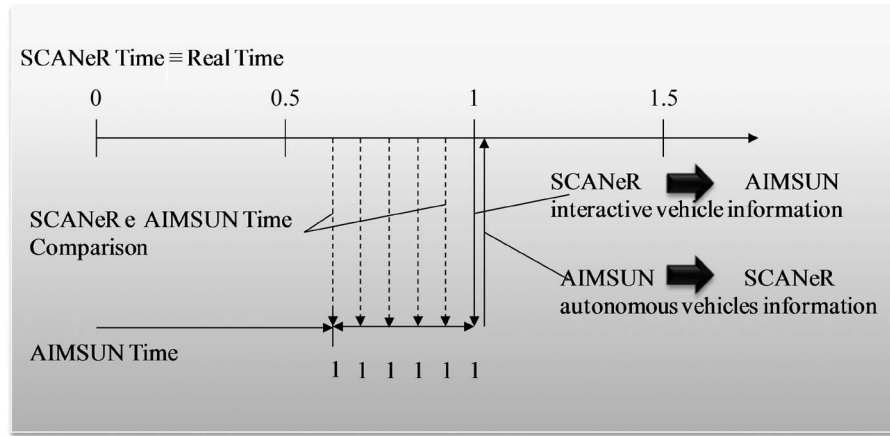 SCANeR Time ≡ Real Time
0 0.5 1 1.5
SCANeR e AIMSUN Time
Comparison
SCANeR AIMSUN
interactive vehicle information
AIMSUN SCANeR
autonomous vehicles information
AIMSUN Time
1 1 1 1 1 1